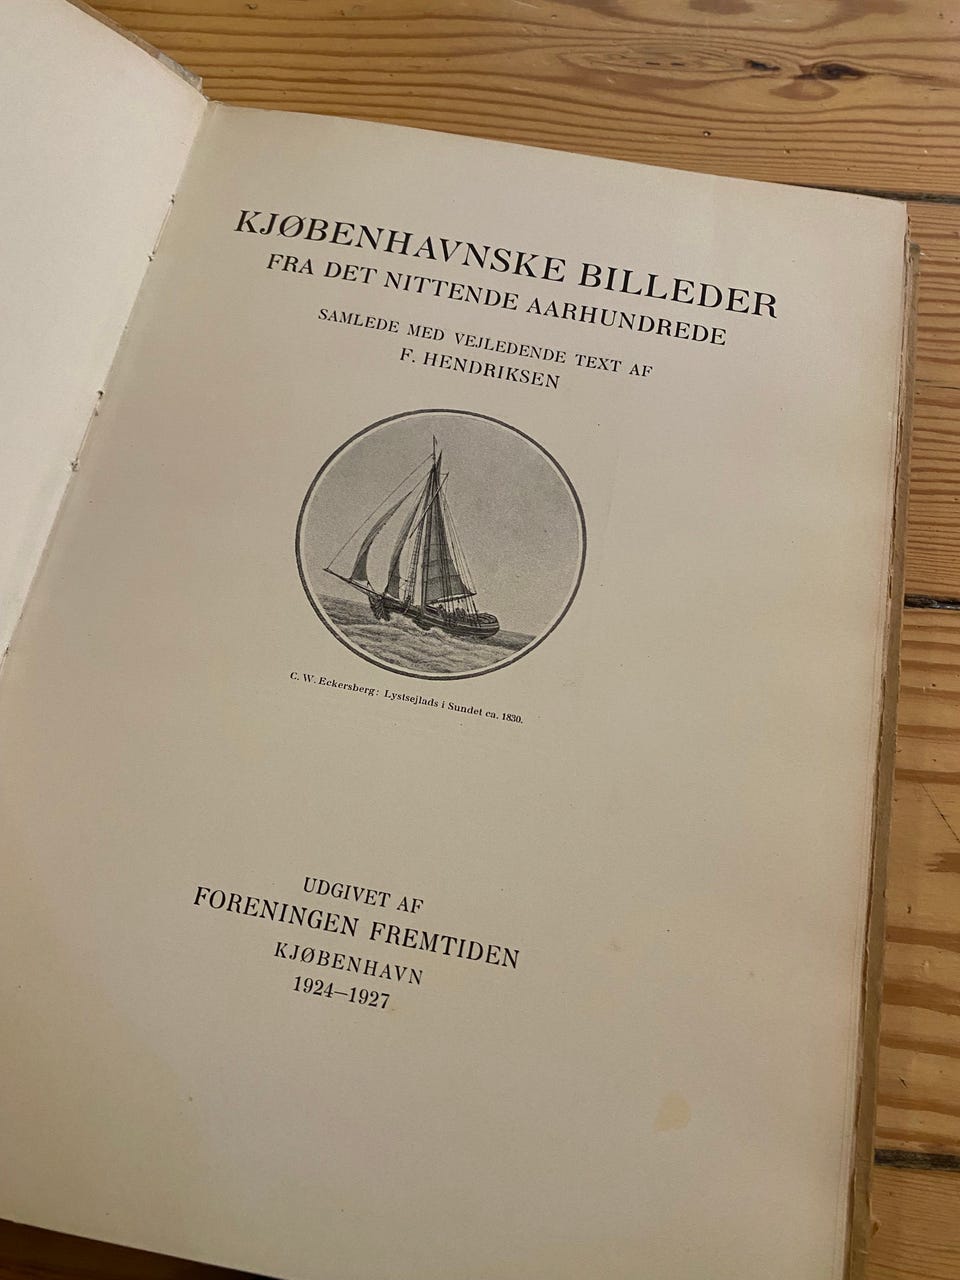 KJØBENHAVNSKE BILLEDER
FRA DET NITTENDE AARHUNDREDE
SAMLEDE MED VEJLEDENDE TEXT AF
F. HENDRIKSEN
C. W. Eckersberg: Lystsejlads i Sundet ca. 1830.
UDGIVET AF
FORENINGEN FREMTIDEN
KJØBENHAVN
1924–1927